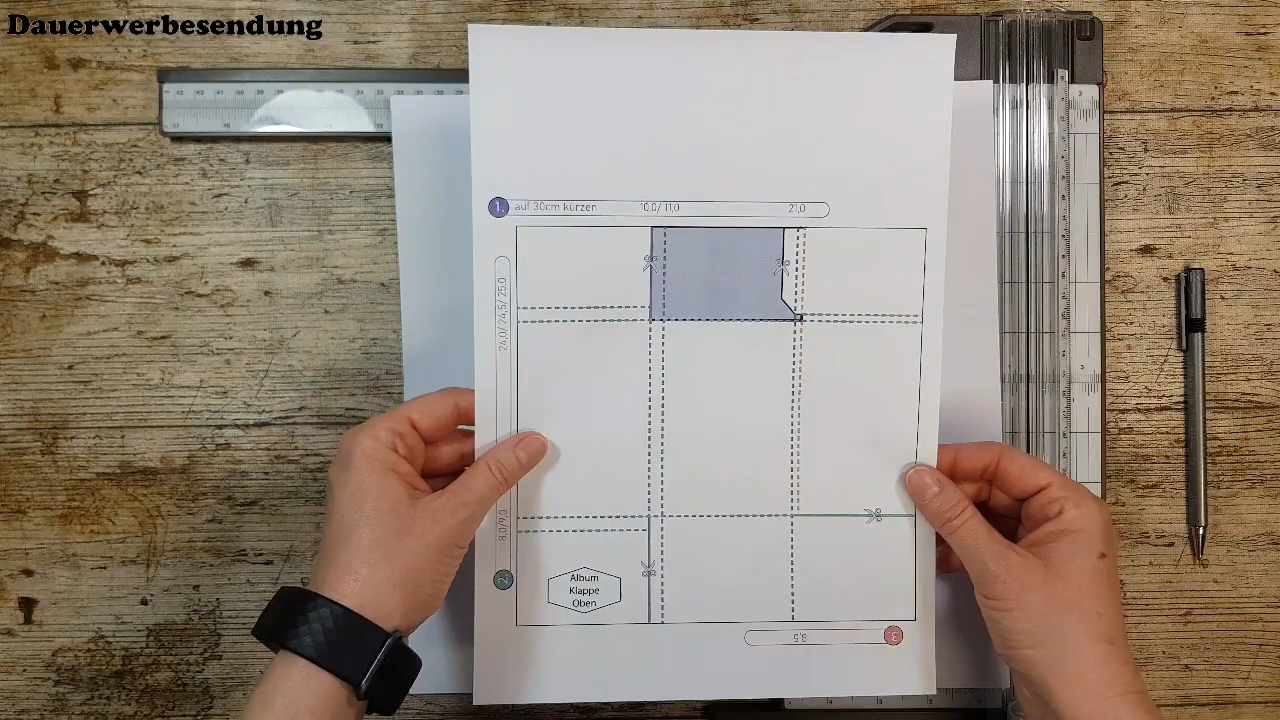 Dauerwerbesendung
1. auf 30cm kürzen 10,0/ 11,0 21,0
24,0/ 24,5/ 25,0
8,0/9,0
2.
Album
Klappe
Oben
9,5
3.